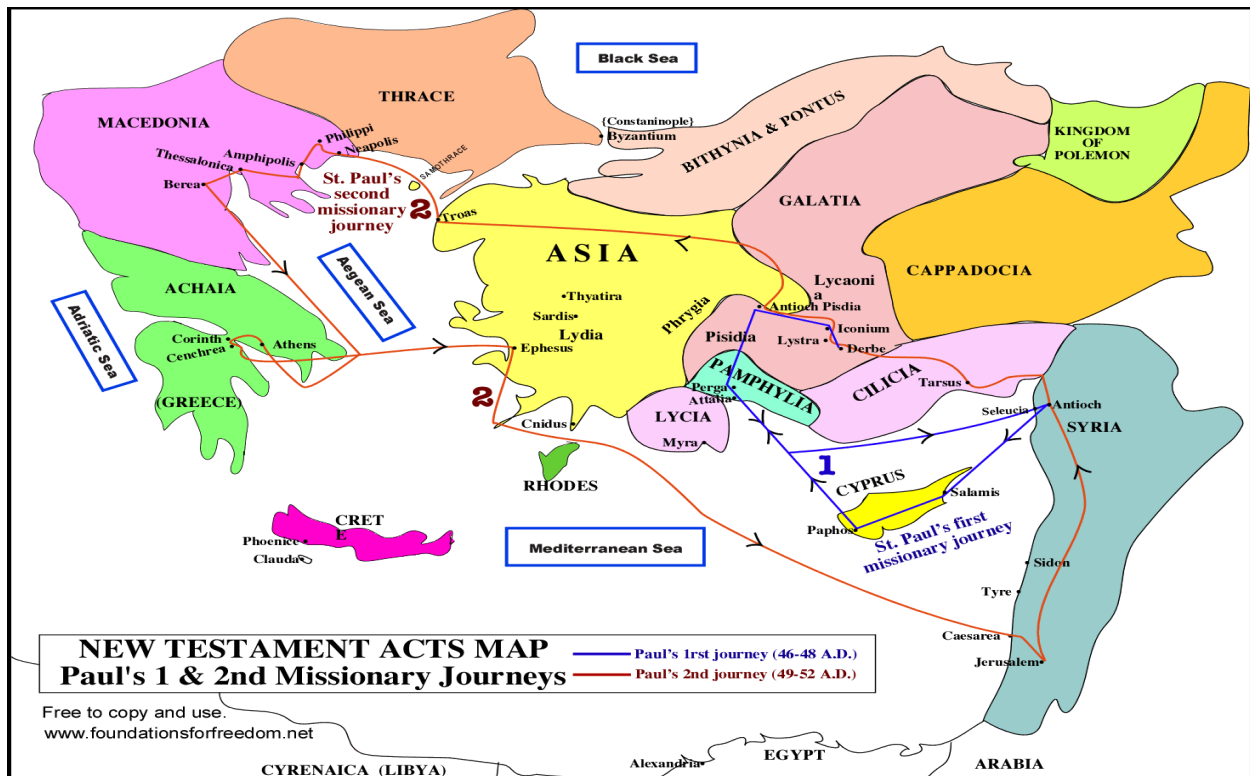 Black Sea
THRACE
MACEDONIA
{Constaninople}
Byzantium
BITHYNIA & PONTUS
KINGDOM
OF
POLEMON
Philippi
Neapolis
Amphipolis
Thessalonica
SAMOTHRACE
Berea
St. Paul's
second
missionary
journey
2
Troas
GALATIA
ASIA
CAPPADOCIA
ACHAIA
Aegean Sea
Adriatic Sea
Thyatira
Sardis
Lydia
Phrygia
Lycaoni
a
Antioch Pisdia
Pisidia
Iconium
Lystra
Derbe
Corinth
Cenchrea
Athens
Ephesus
PAMPHYLIA
Perga
Attalia
CILICIA
Tarsus
(GREECE)
2
Cnidus
LYCIA
Myra
Seleucia
Antioch
SYRIA
RHODES
1
CYPRUS
Salamis
Paphos
St. Paul's first
missionary journey
CRET
E
Phoenice
Clauda
Mediterranean Sea
Sidon
Tyre
Caesarea
Jerusalem
NEW TESTAMENT ACTS MAP
Paul's 1 & 2nd Missionary Journeys
Paul's 1rst journey (46-48 A.D.)
Paul's 2nd journey (49-52 A.D.)
Free to copy and use.
www.foundationsforfreedom.net
CYRENAICA (LIBYA)
Alexandria
EGYPT
ARABIA